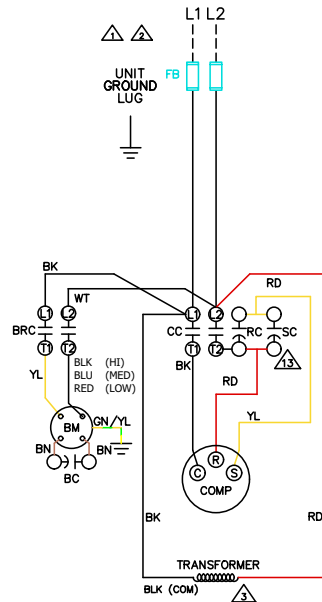 L1 L2
1 2
FB
UNIT
GROUND
LUG
BK
RD
WT
L1 L2
L1 L2
BRC
CC
RC
SC
T1 T2
T1 T2
13
BLK (HI)
BLU (MED)
RED (LOW)
BK
RD
YL
GN/YL
YL
BM
BN
BN
BC
R
C
S
COMP
BK
RD
TRANSFORMER
BLK (COM)
3